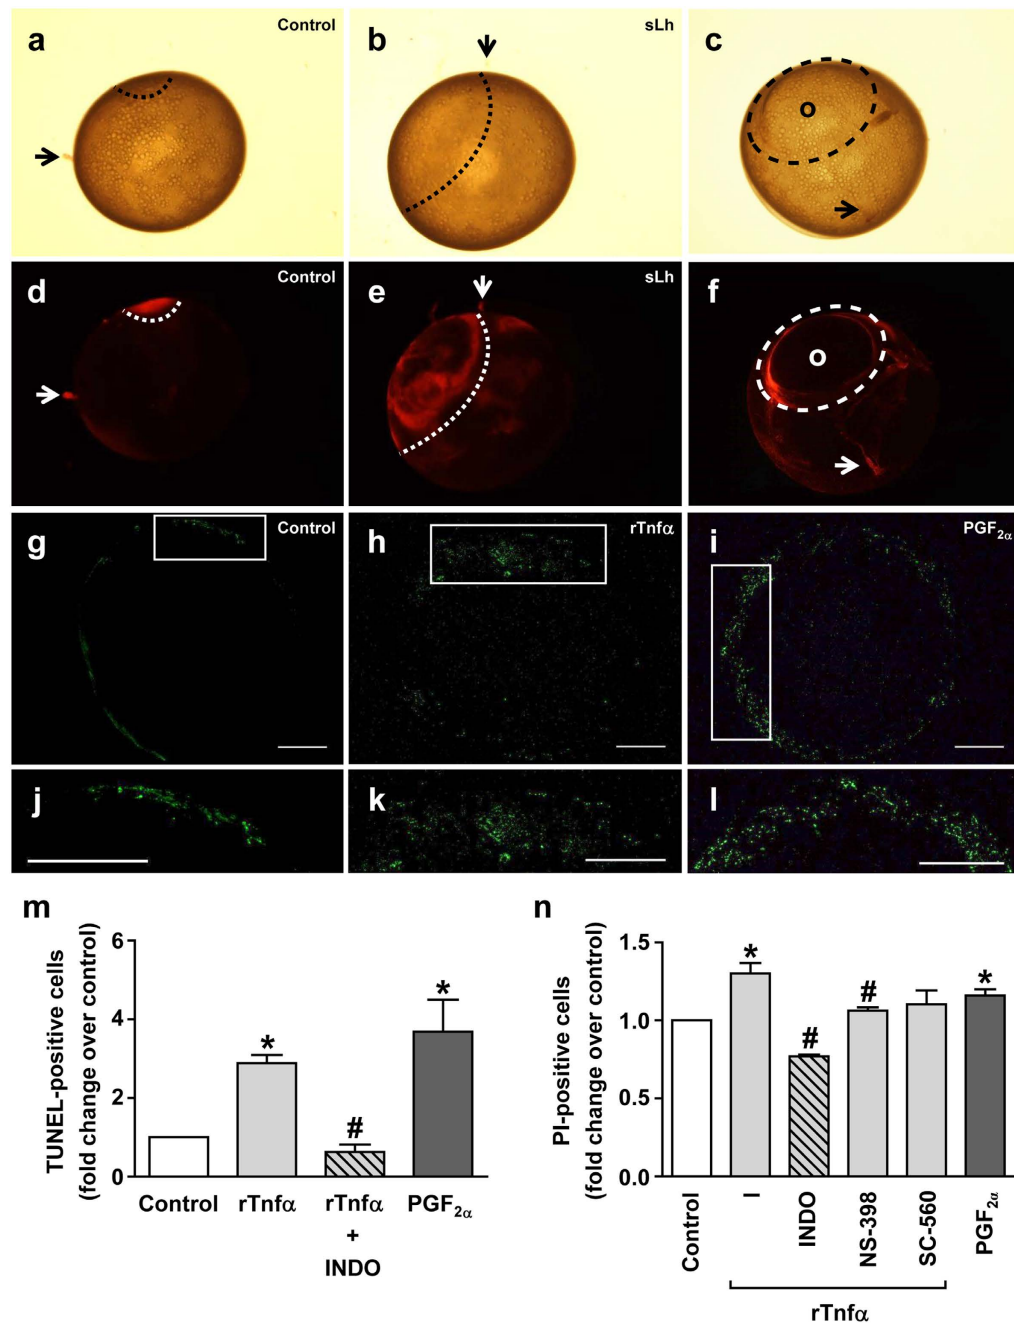 a Control
b sLh
c
o
d Control
e sLh
f
o
g Control
h rTnfα
i PGF2α
j
k
l
m
TUNEL-positive cells
(fold change over control)
6
4
2
0
*
#
*
Control
rTnfα
rTnfα
+
INDO
PGF2α
n
PI-positive cells
(fold change over control)
1.5
1.0
0.5
0.0
*
#
#
*
Control
I
INDO
NS-398
SC-560
PGF2α
rTnfα